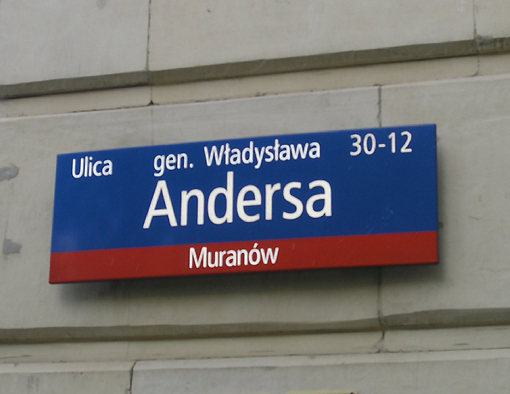 Ulica gen. Władysława 30-12
Andersa
Muranów